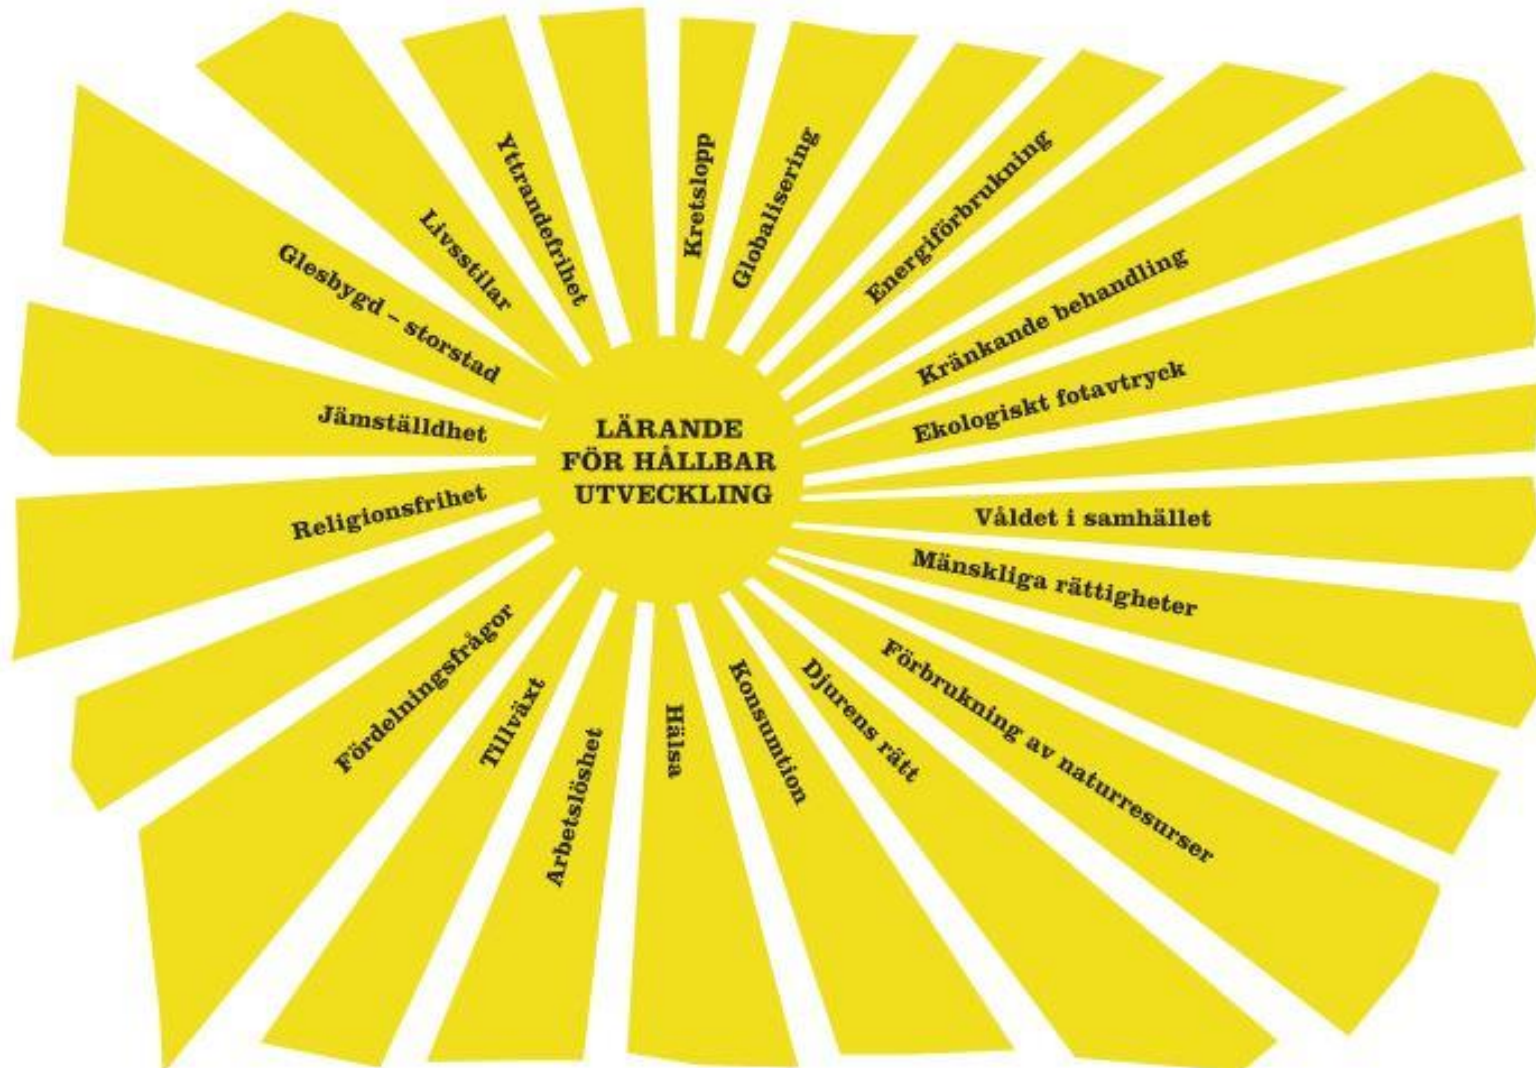 LÄRANDE
FÖR HÅLLBAR
UTVECKLING
Kretslopp
Globalisering
Energiförbrukning
Kränkande behandling
Ekologiskt fotavtryck
Våldet i samhället
Mänskliga rättigheter
Förbrukning av naturresurser
Djurens rätt
Konsumtion
Hälsa
Arbetslöshet
Tillväxt
Fördelningsfrågor
Religionsfrihet
Jämställdhet
Glesbygd – storstad
Livsstilar
Yttrandefrihet